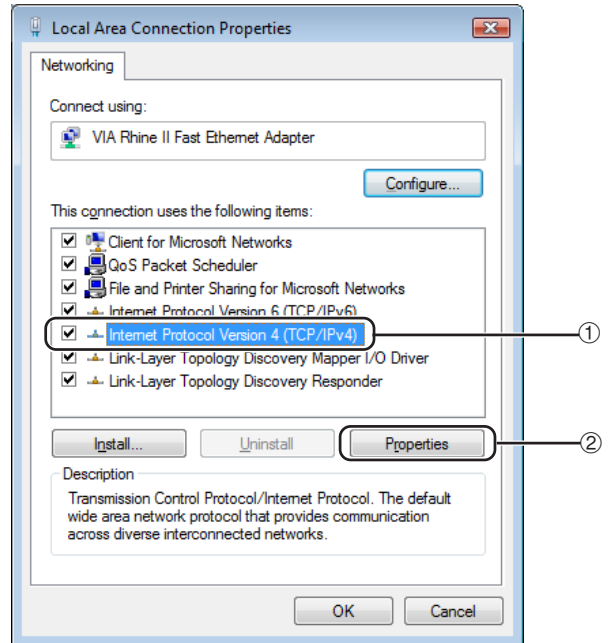 Local Area Connection Properties
Networking
Connect using:
VIA Rhine II Fast Ethernet Adapter
Configure...
This connection uses the following items:
Client for Microsoft Networks
QoS Packet Scheduler
File and Printer Sharing for Microsoft Networks
Internet Protocol Version 6 (TCP/IPv6)
Internet Protocol Version 4 (TCP/IPv4)
①
Link-Layer Topology Discovery Mapper I/O Driver
Link-Layer Topology Discovery Responder
Install...
Uninstall
Properties
②
Description
Transmission Control Protocol/Internet Protocol. The default
wide area network protocol that provides communication
across diverse interconnected networks.
OK
Cancel